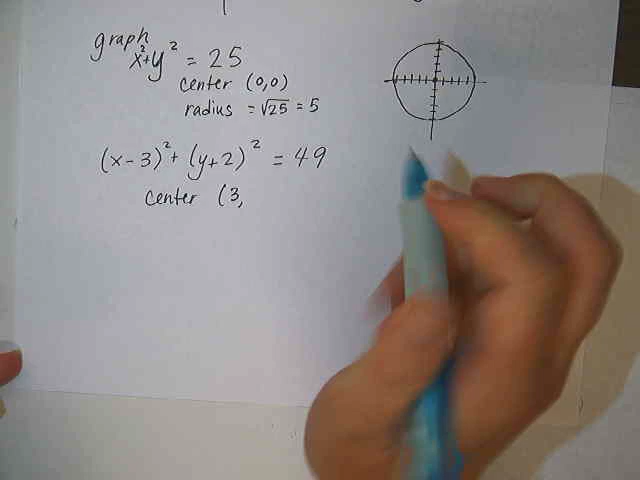 graph
x²+y² = 25
center (0,0)
radius = √25 = 5
(x-3)² + (y+2)² = 49
center (3,